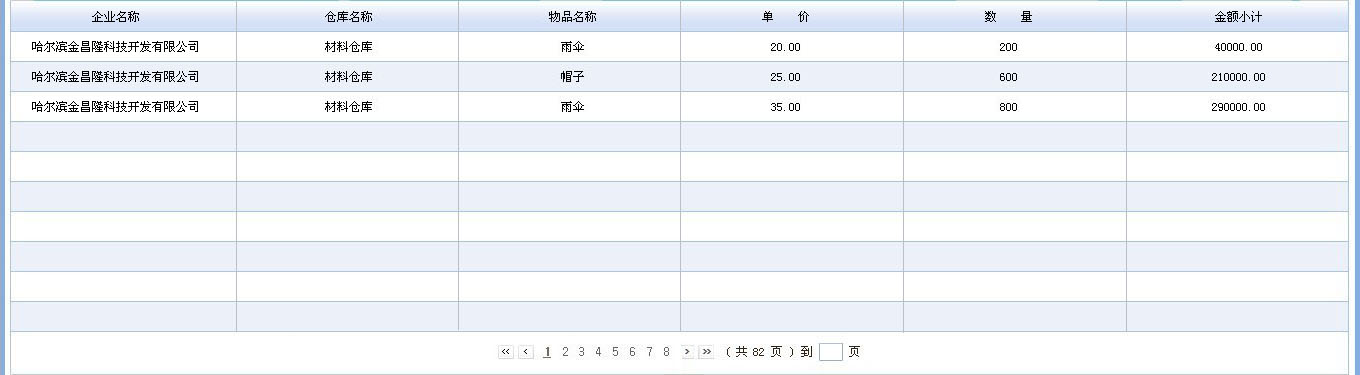 企业名称 仓库名称 物品名称 单 价 数 量 金额小计
哈尔滨金昌隆科技开发有限公司 材料仓库 雨伞 20.00 200 40000.00
哈尔滨金昌隆科技开发有限公司 材料仓库 帽子 25.00 600 210000.00
哈尔滨金昌隆科技开发有限公司 材料仓库 雨伞 35.00 800 290000.00
« ‹ 1 2 3 4 5 6 7 8 › » ( 共 82 页 ) 到 页